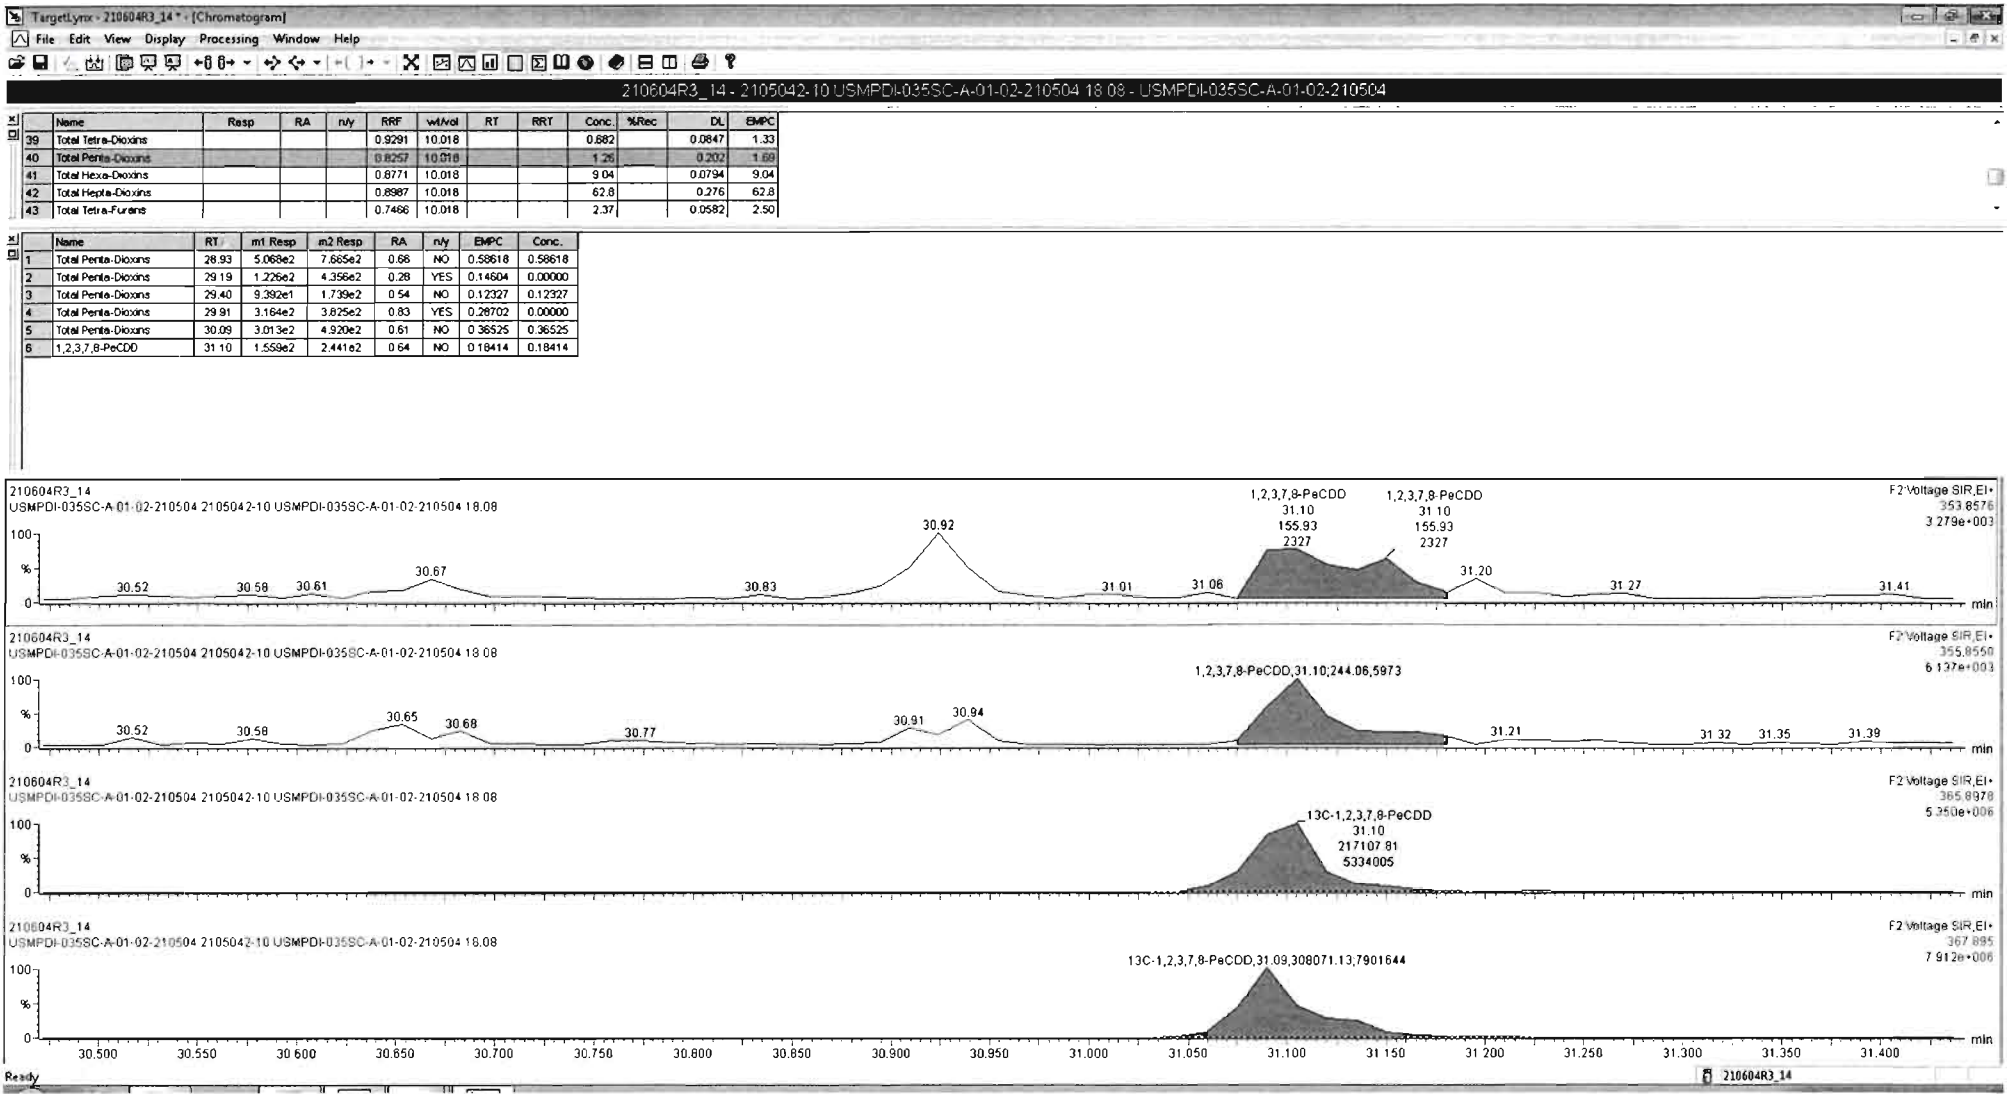 TargetLynx - 210604R3_14 * - [Chromatogram]
File Edit View Display Processing Window Help
210604R3_14 - 2105042-10 USMPDI-035SC-A-01-02-210504 18.08 - USMPDI-035SC-A-01-02-210504
Name Resp RA n/y RRF wt/vol RT RRT Conc. %Rec DL EMPC
39 Total Tetra-Dioxins 0.9291 10.018 0.682 0.0847 1.33
40 Total Penta-Dioxins 0.8257 10.018 1.26 0.202 1.69
41 Total Hexa-Dioxins 0.8771 10.018 9.04 0.0794 9.04
42 Total Hepta-Dioxins 0.8987 10.018 62.8 0.276 62.8
43 Total Tetra-Furans 0.7466 10.018 2.37 0.0582 2.50
Name RT m1 Resp m2 Resp RA n/y EMPC Conc.
1 Total Penta-Dioxins 28.93 5.068e2 7.665e2 0.66 NO 0.58618 0.58618
2 Total Penta-Dioxins 29.19 1.226e2 4.356e2 0.28 YES 0.14604 0.00000
3 Total Penta-Dioxins 29.40 9.392e1 1.739e2 0.54 NO 0.12327 0.12327
4 Total Penta-Dioxins 29.91 3.164e2 3.825e2 0.83 YES 0.28702 0.00000
5 Total Penta-Dioxins 30.09 3.013e2 4.920e2 0.61 NO 0.36525 0.36525
6 1,2,3,7,8-PeCDD 31.10 1.559e2 2.441e2 0.64 NO 0.18414 0.18414
210604R3_14
USMPDI-035SC-A-01-02-210504 2105042-10 USMPDI-035SC-A-01-02-210504 18.08
F2:Voltage SIR,EI+
353.8576
3.279e+003
1,2,3,7,8-PeCDD
31.10
155.93
2327
1,2,3,7,8-PeCDD
31.10
155.93
2327
100
%
0
30.52 30.58 30.61 30.67 30.83 30.92 31.01 31.06 31.20 31.27 31.41
min
210604R3_14
USMPDI-035SC-A-01-02-210504 2105042-10 USMPDI-035SC-A-01-02-210504 18.08
F2:Voltage SIR,EI+
355.8550
6.137e+003
1,2,3,7,8-PeCDD,31.10;244.06,5973
100
%
0
30.52 30.58 30.65 30.68 30.77 30.91 30.94 31.21 31.32 31.35 31.39
min
210604R3_14
USMPDI-035SC-A-01-02-210504 2105042-10 USMPDI-035SC-A-01-02-210504 18.08
F2:Voltage SIR,EI+
365.8978
5.350e+006
13C-1,2,3,7,8-PeCDD
31.10
217107.81
5334005
100
%
0
min
210604R3_14
USMPDI-035SC-A-01-02-210504 2105042-10 USMPDI-035SC-A-01-02-210504 18.08
F2:Voltage SIR,EI+
367.895
7.912e+006
13C-1,2,3,7,8-PeCDD,31.09,308071.13;7901644
100
%
0
min
30.500 30.550 30.600 30.650 30.700 30.750 30.800 30.850 30.900 30.950 31.000 31.050 31.100 31.150 31.200 31.250 31.300 31.350 31.400
Ready
210604R3_14